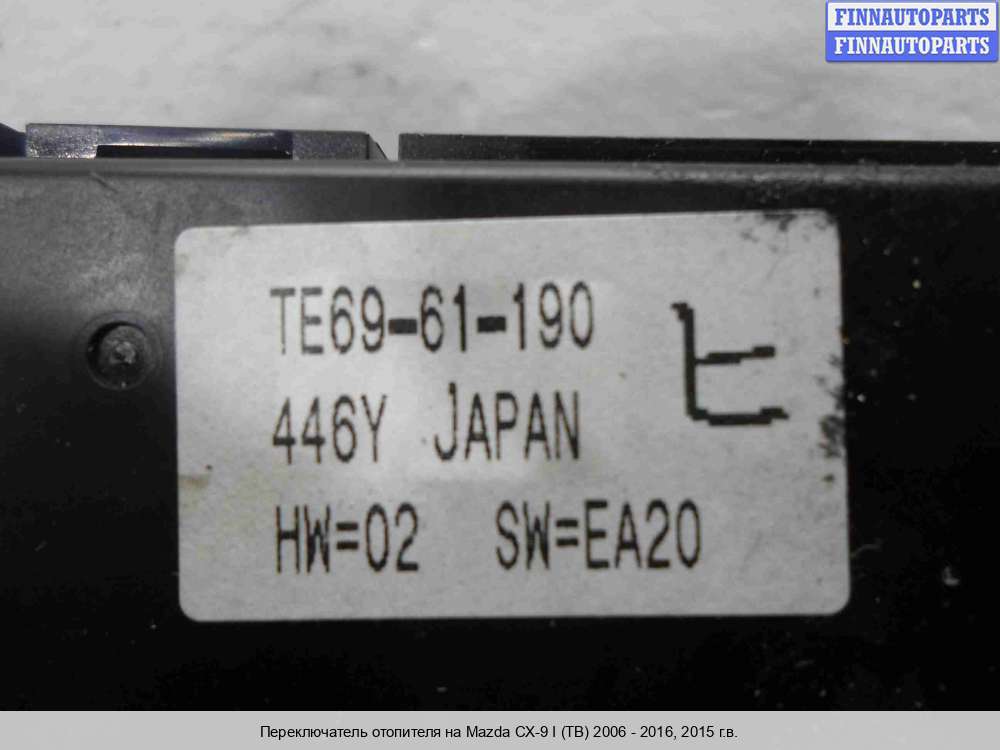 FINNAUTOPARTS
FINNAUTOPARTS
TE69-61-190
446Y JAPAN
ヒ
HW=02 SW=EA20
Переключатель отопителя на Mazda CX-9 I (TB) 2006 - 2016, 2015 г.в.